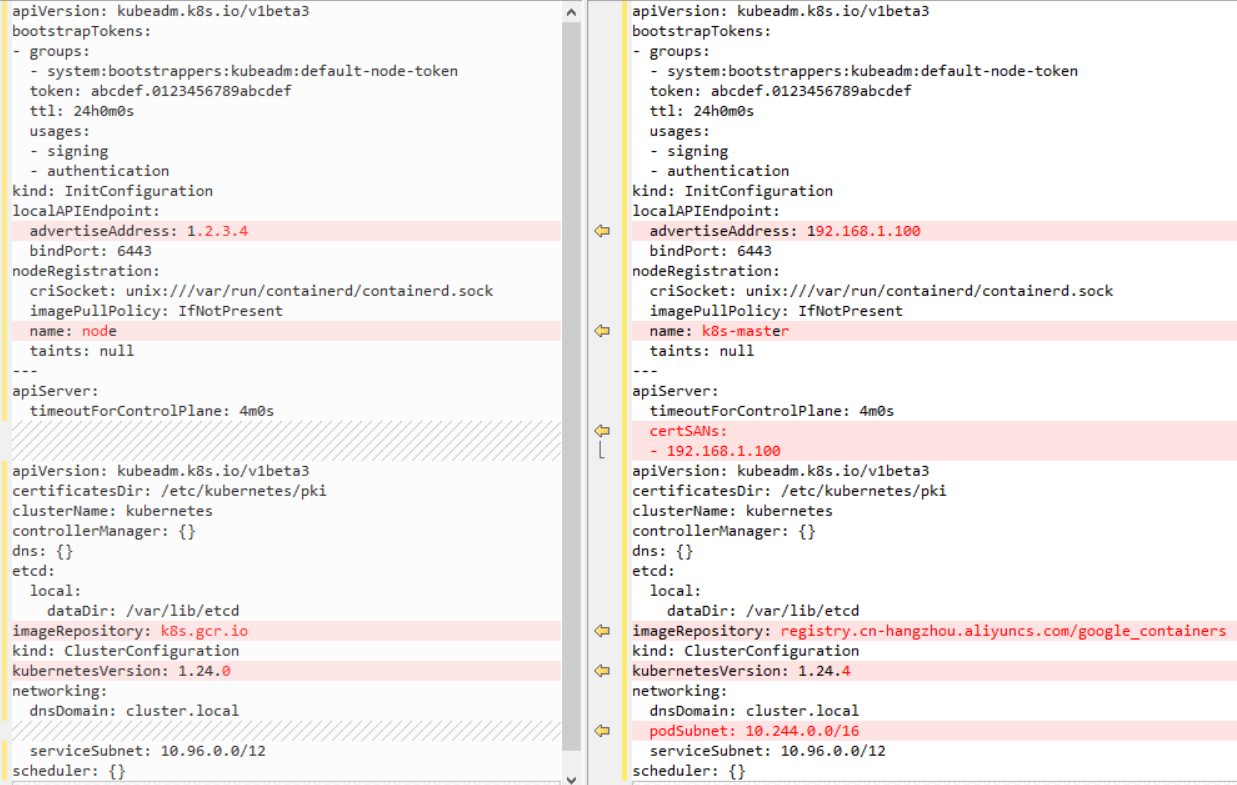 apiVersion: kubeadm.k8s.io/v1beta3
bootstrapTokens:
- groups:
  - system:bootstrappers:kubeadm:default-node-token
  token: abcdef.0123456789abcdef
  ttl: 24h0m0s
  usages:
  - signing
  - authentication
kind: InitConfiguration
localAPIEndpoint:
  advertiseAddress: 1.2.3.4
  bindPort: 6443
nodeRegistration:
  criSocket: unix:///var/run/containerd/containerd.sock
  imagePullPolicy: IfNotPresent
  name: node
  taints: null
---
apiServer:
  timeoutForControlPlane: 4m0s
apiVersion: kubeadm.k8s.io/v1beta3
certificatesDir: /etc/kubernetes/pki
clusterName: kubernetes
controllerManager: {}
dns: {}
etcd:
  local:
    dataDir: /var/lib/etcd
imageRepository: k8s.gcr.io
kind: ClusterConfiguration
kubernetesVersion: 1.24.0
networking:
  dnsDomain: cluster.local
  serviceSubnet: 10.96.0.0/12
scheduler: {}
apiVersion: kubeadm.k8s.io/v1beta3
bootstrapTokens:
- groups:
  - system:bootstrappers:kubeadm:default-node-token
  token: abcdef.0123456789abcdef
  ttl: 24h0m0s
  usages:
  - signing
  - authentication
kind: InitConfiguration
localAPIEndpoint:
  advertiseAddress: 192.168.1.100
  bindPort: 6443
nodeRegistration:
  criSocket: unix:///var/run/containerd/containerd.sock
  imagePullPolicy: IfNotPresent
  name: k8s-master
  taints: null
---
apiServer:
  timeoutForControlPlane: 4m0s
  certSANs:
  - 192.168.1.100
apiVersion: kubeadm.k8s.io/v1beta3
certificatesDir: /etc/kubernetes/pki
clusterName: kubernetes
controllerManager: {}
dns: {}
etcd:
  local:
    dataDir: /var/lib/etcd
imageRepository: registry.cn-hangzhou.aliyuncs.com/google_containers
kind: ClusterConfiguration
kubernetesVersion: 1.24.4
networking:
  dnsDomain: cluster.local
  podSubnet: 10.244.0.0/16
  serviceSubnet: 10.96.0.0/12
scheduler: {}